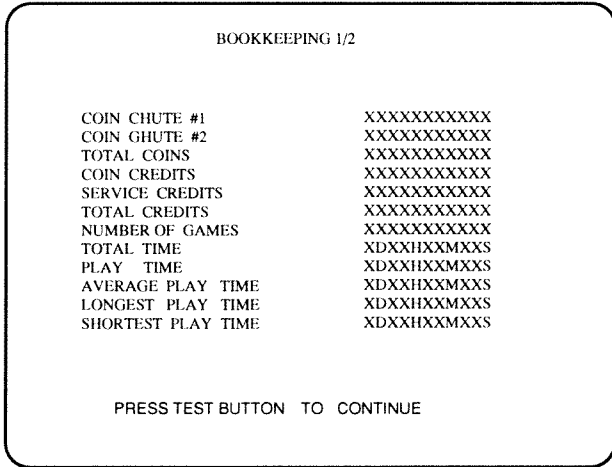 BOOKKEEPING 1/2
COIN CHUTE #1 XXXXXXXXXXX
COIN GHUTE #2 XXXXXXXXXXX
TOTAL COINS XXXXXXXXXXX
COIN CREDITS XXXXXXXXXXX
SERVICE CREDITS XXXXXXXXXXX
TOTAL CREDITS XXXXXXXXXXX
NUMBER OF GAMES XXXXXXXXXXX
TOTAL TIME XDXXHXXMXXS
PLAY TIME XDXXHXXMXXS
AVERAGE PLAY TIME XDXXHXXMXXS
LONGEST PLAY TIME XDXXHXXMXXS
SHORTEST PLAY TIME XDXXHXXMXXS
PRESS TEST BUTTON TO CONTINUE